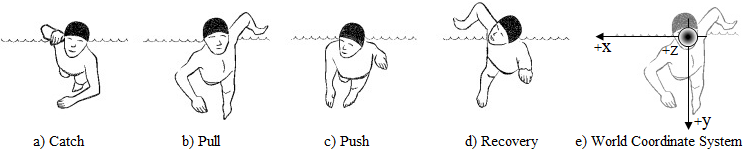 +x
+z
+y
a) Catch
b) Pull
c) Push
d) Recovery
e) World Coordinate System